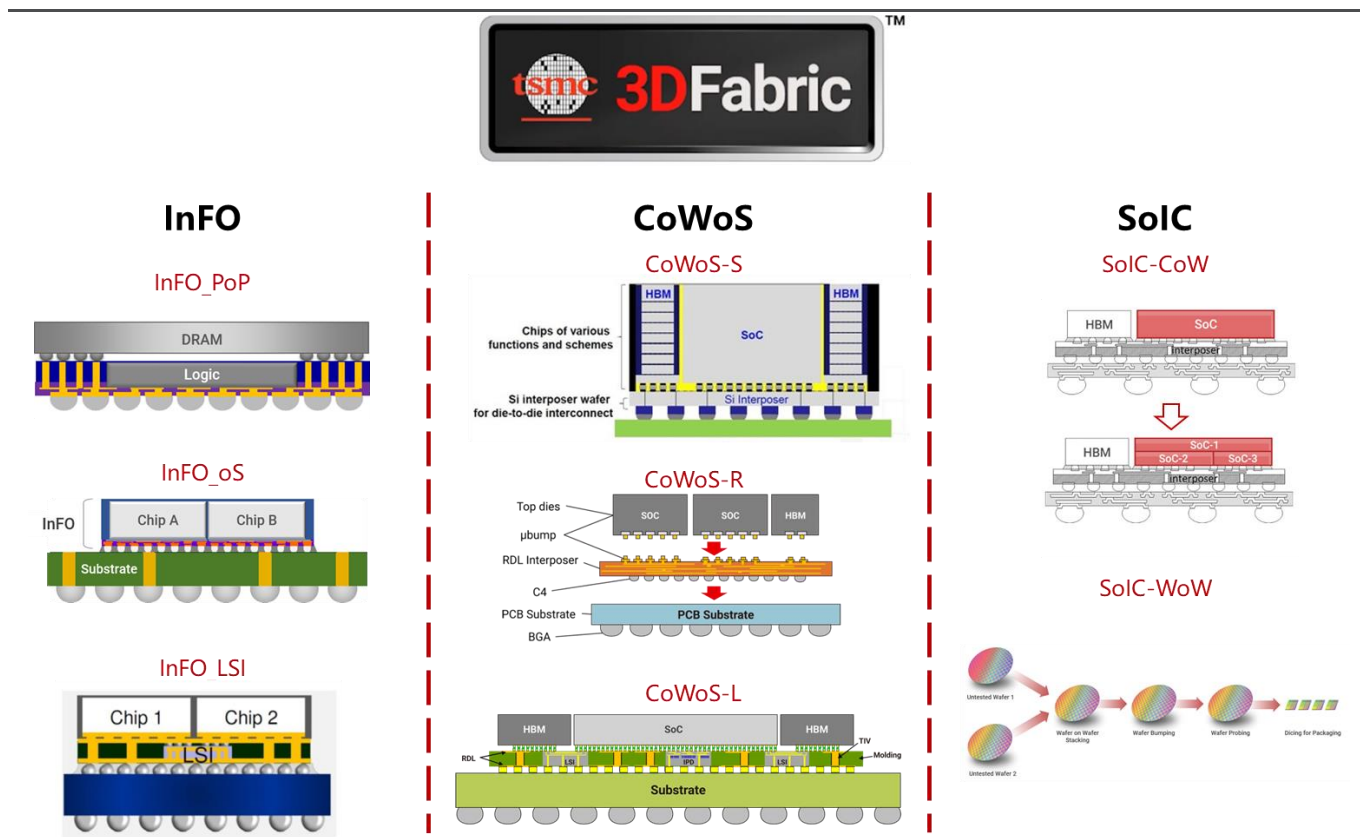 tsmc 3DFabric
TM
InFO
InFO_PoP
DRAM
Logic
InFO_oS
InFO
Chip A
Chip B
Substrate
InFO_LSI
Chip 1
Chip 2
LSI
CoWoS
CoWoS-S
HBM
HBM
SoC
Chips of various
functions and schemes
Si interposer wafer
for die-to-die interconnect
Si Interposer
CoWoS-R
Top dies
SOC
SOC
HBM
µbump
RDL Interposer
C4
PCB Substrate
PCB Substrate
BGA
CoWoS-L
HBM
SoC
HBM
TIV
RDL
LSI
IPD
LSI
Molding
Substrate
SoIC
SoIC-CoW
HBM
SoC
interposer
HBM
SoC-1
SoC-2
SoC-3
interposer
SoIC-WoW
Untested Wafer 1
Wafer on Wafer
Stacking
Wafer Bumping
Wafer Probing
Dicing for Packaging
Untested Wafer 2